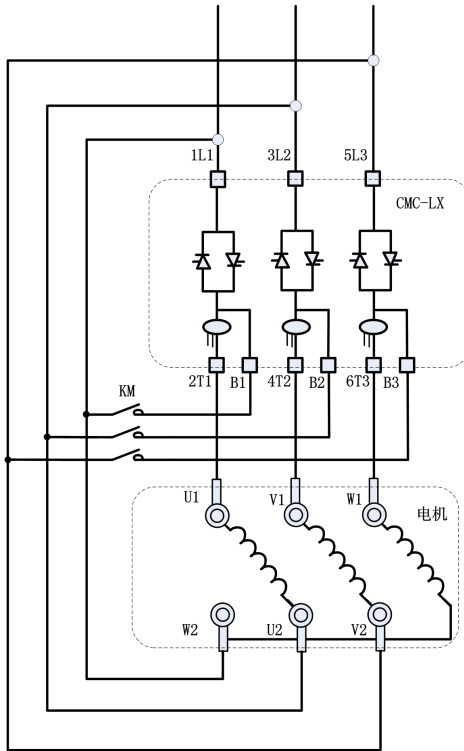 1L1 3L2 5L3
CMC-LX
2T1 B1 4T2 B2 6T3 B3
KM
U1 V1 W1
电机
W2 U2 V2